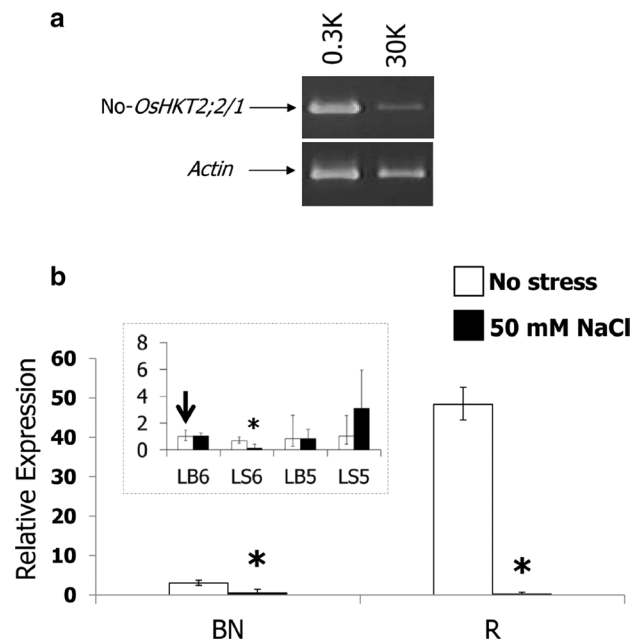 a
0.3K
30K
No-OsHKT2;2/1
Actin
b
No stress
50 mM NaCl
Relative Expression
60
50
40
30
20
10
0
8
6
4
2
0
*
LB6
LS6
LB5
LS5
*
*
BN
R